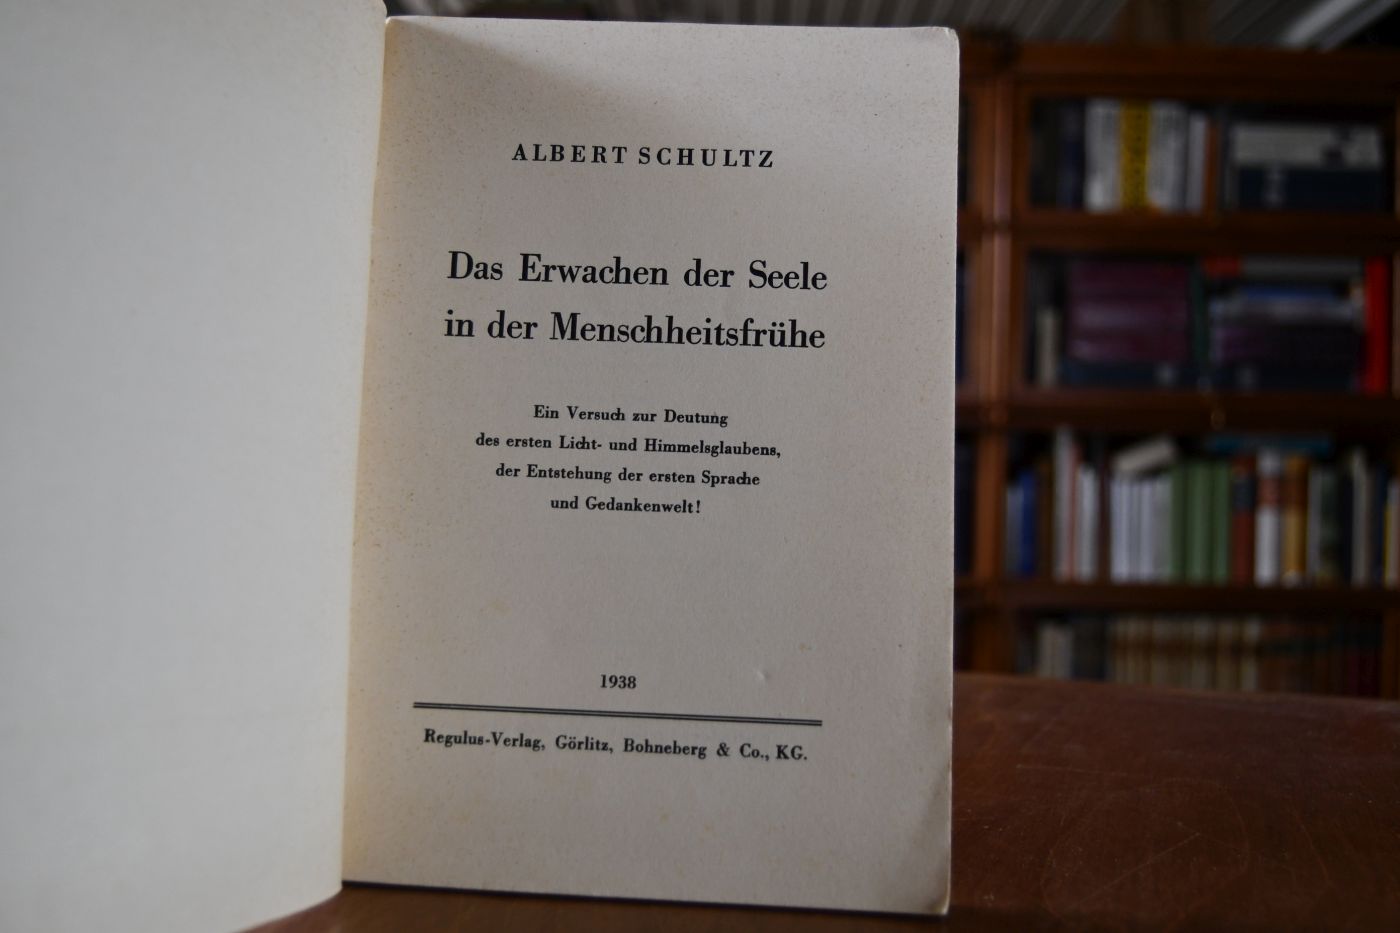 ALBERT SCHULTZ
Das Erwachen der Seele
in der Menschheitsfrühe
Ein Versuch zur Deutung
des ersten Licht- und Himmelsglaubens,
der Entstehung der ersten Sprache
und Gedankenwelt!
1938
Regulus-Verlag, Görlitz, Bohneberg & Co., KG.